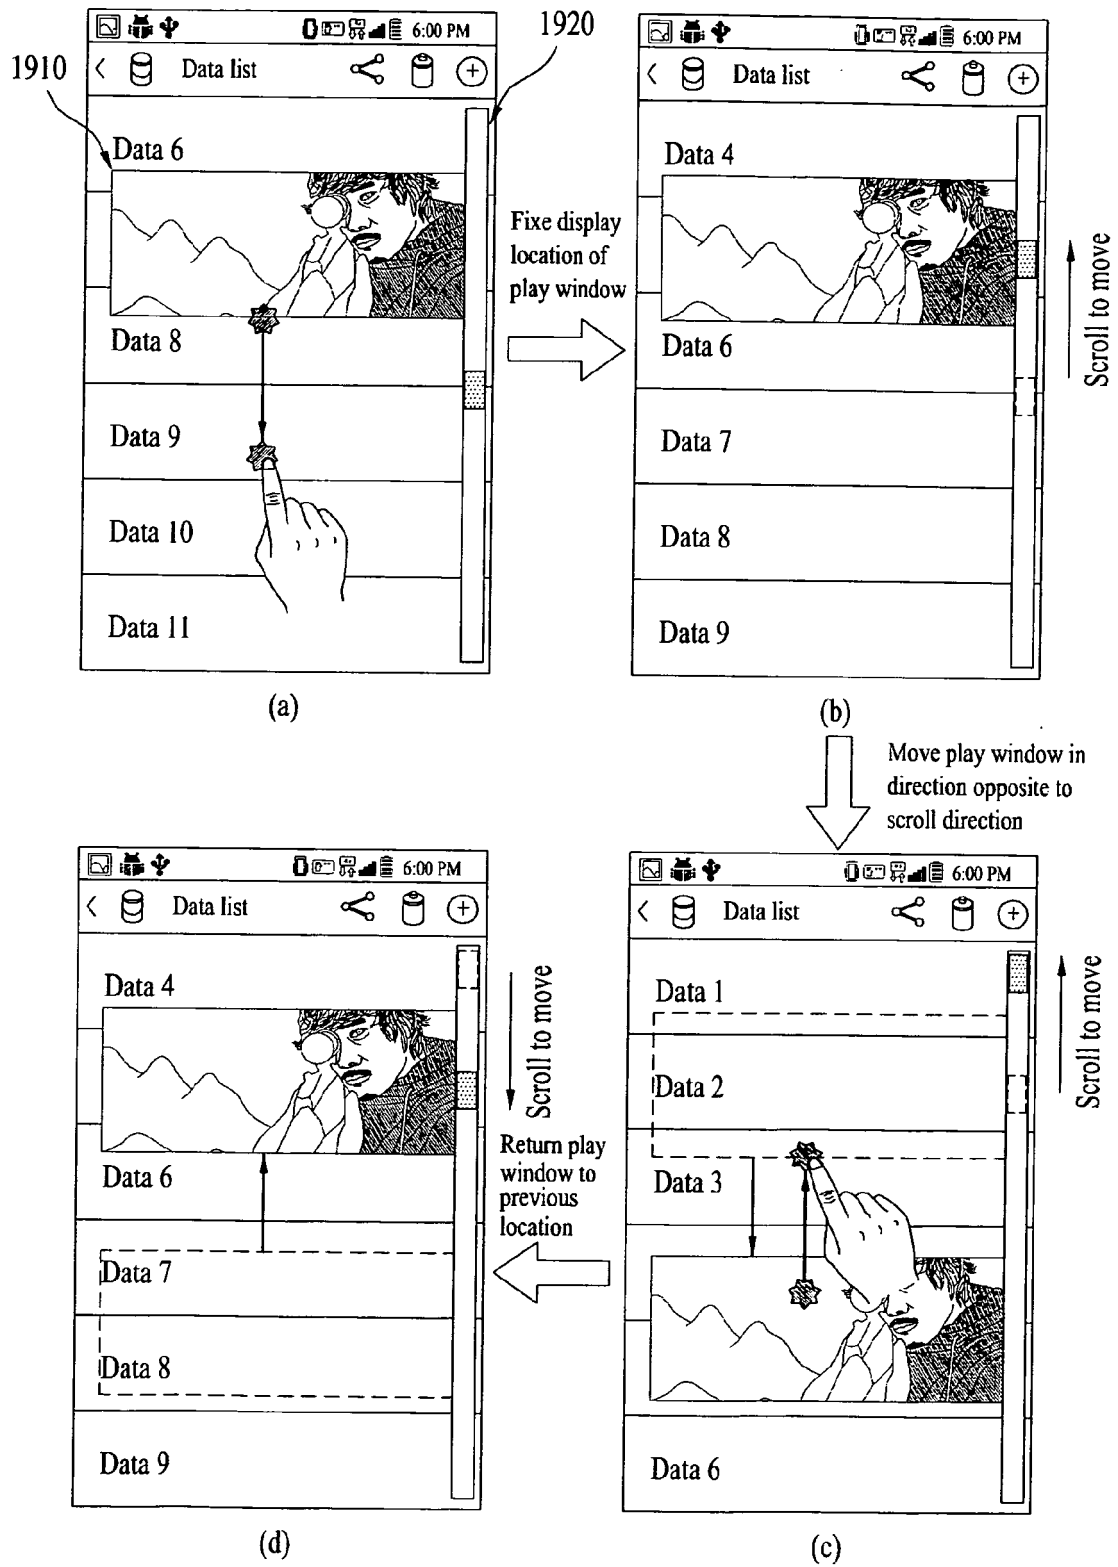 1910
1920
6:00 PM
Data list
Data 6
Data 8
Data 9
Data 10
Data 11
(a)
Fixe display
location of
play window
6:00 PM
Data list
Data 4
Data 6
Data 7
Data 8
Data 9
(b)
Scroll to move
Move play window in
direction opposite to
scroll direction
6:00 PM
Data list
Data 1
Data 2
Data 3
Data 6
(c)
Scroll to move
Return play
window to
previous
location
6:00 PM
Data list
Data 4
Data 6
Data 7
Data 8
Data 9
(d)
Scroll to move